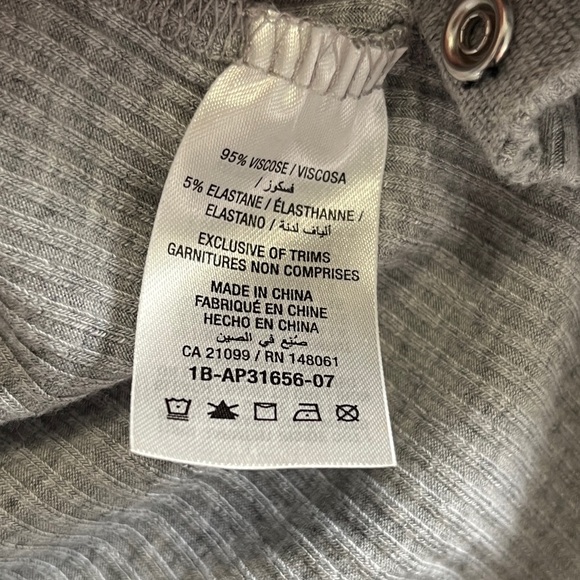 95% VISCOSE / VISCOSA
/ فسكوز
5% ELASTANE / ÉLASTHANNE /
ELASTANO / ألياف لدنة
EXCLUSIVE OF TRIMS
GARNITURES NON COMPRISES
MADE IN CHINA
FABRIQUÉ EN CHINE
HECHO EN CHINA
صنع في الصين
CA 21099 / RN 148061
1B-AP31656-07